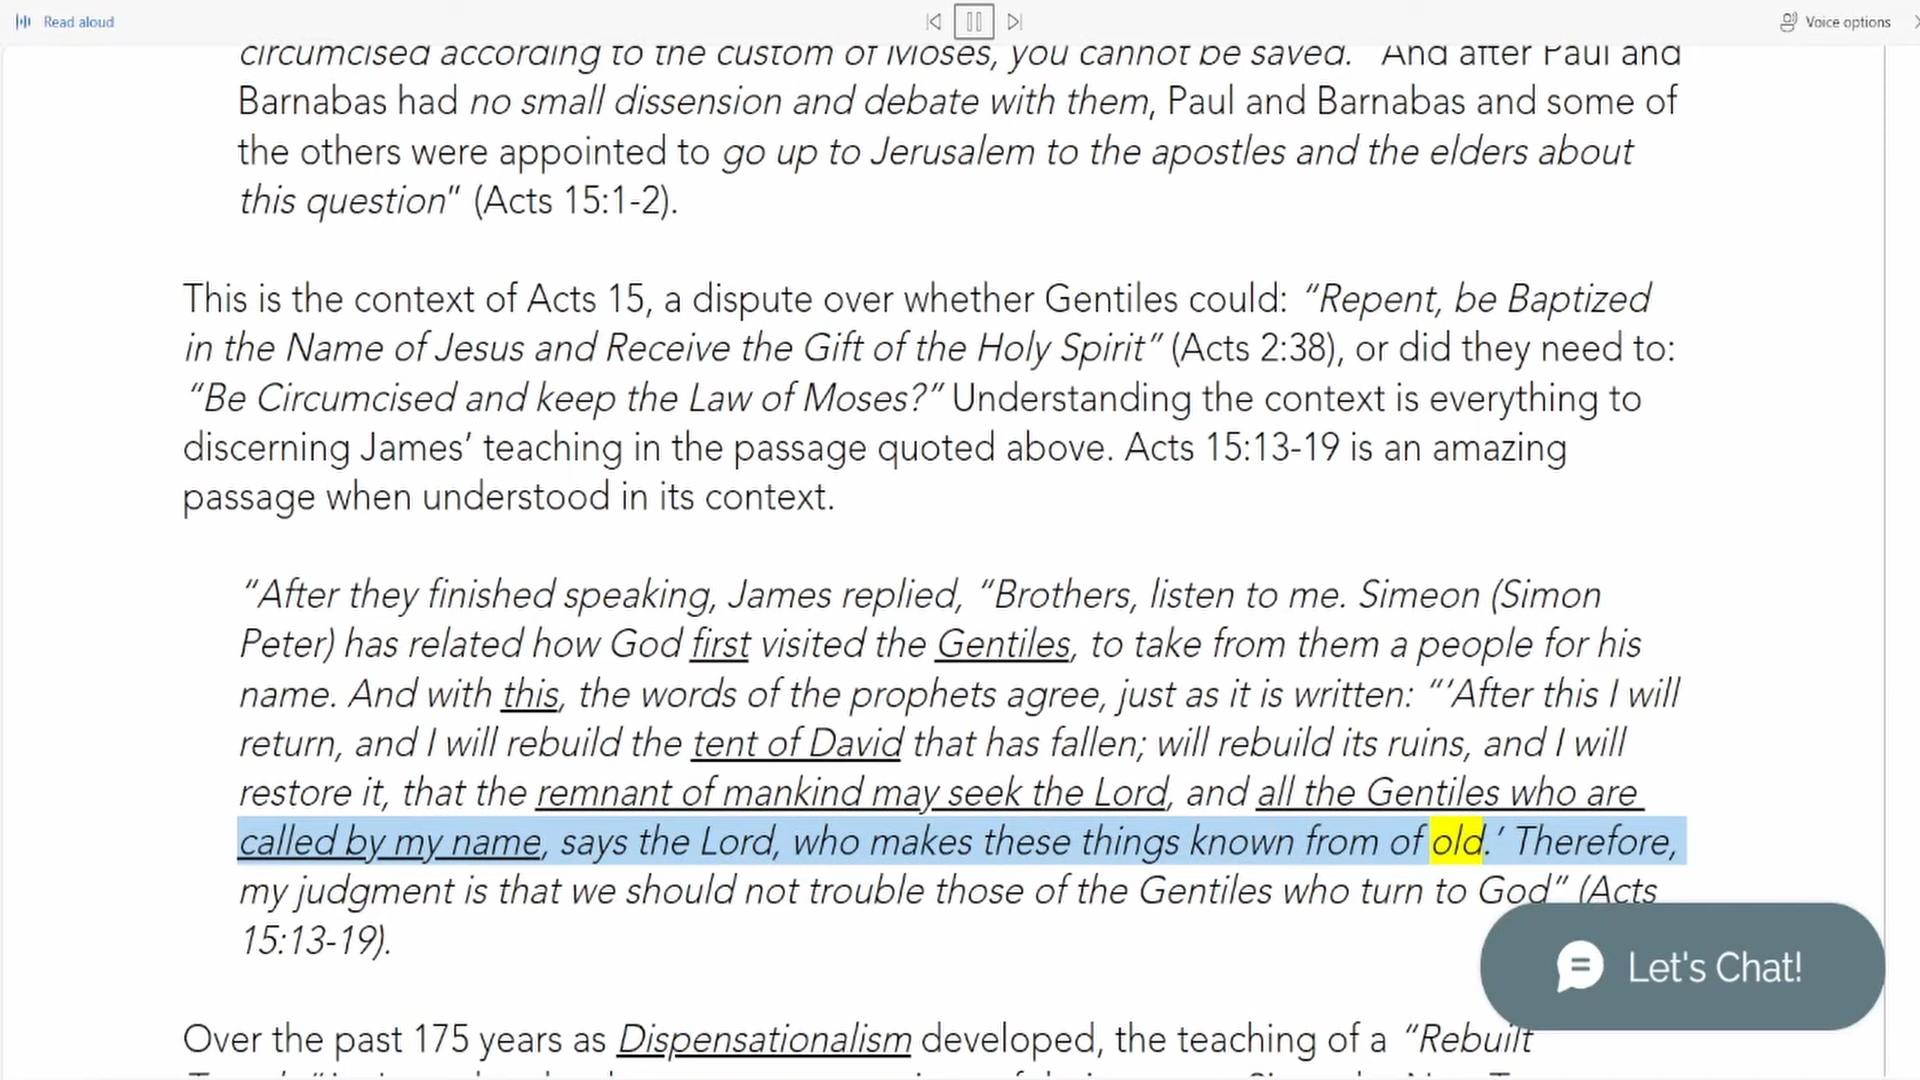 Read aloud
Voice options
circumcised according to the custom of Moses, you cannot be saved.” And after Paul and
Barnabas had no small dissension and debate with them, Paul and Barnabas and some of
the others were appointed to go up to Jerusalem to the apostles and the elders about
this question” (Acts 15:1-2).
This is the context of Acts 15, a dispute over whether Gentiles could: “Repent, be Baptized
in the Name of Jesus and Receive the Gift of the Holy Spirit” (Acts 2:38), or did they need to:
“Be Circumcised and keep the Law of Moses?” Understanding the context is everything to
discerning James’ teaching in the passage quoted above. Acts 15:13-19 is an amazing
passage when understood in its context.
“After they finished speaking, James replied, “Brothers, listen to me. Simeon (Simon
Peter) has related how God first visited the Gentiles, to take from them a people for his
name. And with this, the words of the prophets agree, just as it is written: “‘After this I will
return, and I will rebuild the tent of David that has fallen; will rebuild its ruins, and I will
restore it, that the remnant of mankind may seek the Lord, and all the Gentiles who are
called by my name, says the Lord, who makes these things known from of old.’ Therefore,
my judgment is that we should not trouble those of the Gentiles who turn to God” (Acts
15:13-19).
Let's Chat!
Over the past 175 years as Dispensationalism developed, the teaching of a “Rebuilt